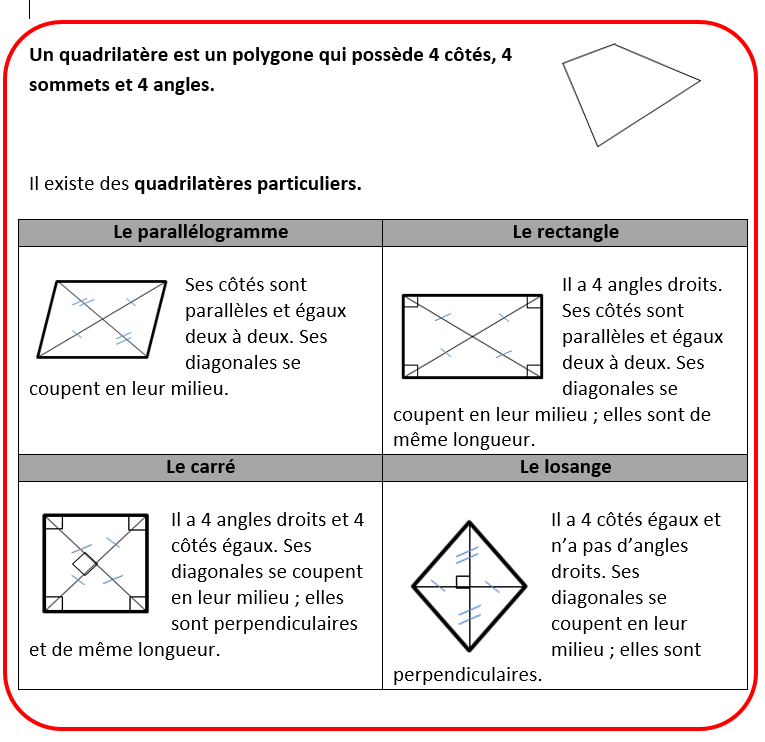 Un quadrilatère est un polygone qui possède 4 côtés, 4
sommets et 4 angles.
Il existe des quadrilatères particuliers.
Le parallélogramme
Ses côtés sont
parallèles et égaux
deux à deux. Ses
diagonales se
coupent en leur milieu.
Le rectangle
Il a 4 angles droits.
Ses côtés sont
parallèles et égaux
deux à deux. Ses
diagonales se
coupent en leur milieu ; elles sont de
même longueur.
Le carré
Il a 4 angles droits et 4
côtés égaux. Ses
diagonales se coupent
en leur milieu ; elles
sont perpendiculaires
et de même longueur.
Le losange
Il a 4 côtés égaux et
n’a pas d’angles
droits. Ses
diagonales se
coupent en leur
milieu ; elles sont
perpendiculaires.